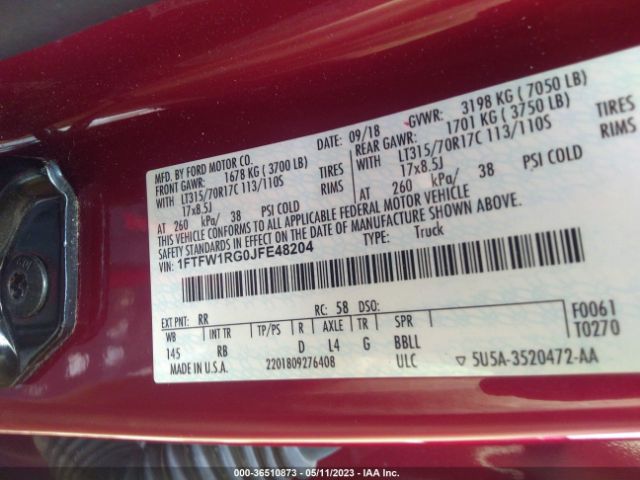 MFD. BY FORD MOTOR CO.
DATE: 09/18
GVWR: 3198 KG ( 7050 LB)
FRONT GAWR: 1678 KG ( 3700 LB)
REAR GAWR: 1701 KG ( 3750 LB)
WITH LT315/70R17C 113/110S TIRES
WITH LT315/70R17C 113/110S TIRES
17x8.5J RIMS
17x8.5J RIMS
AT 260 kPa/ 38 PSI COLD
AT 260 kPa/ 38 PSI COLD
THIS VEHICLE CONFORMS TO ALL APPLICABLE FEDERAL MOTOR VEHICLE
SAFETY STANDARDS IN EFFECT ON THE DATE OF MANUFACTURE SHOWN ABOVE.
VIN: 1FTFW1RG0JFE48204
TYPE: Truck
EXT PNT: RR RC: 58 DSO: F0061
WB INT TR TP/PS R AXLE TR SPR T0270
145 RB D L4 G BBLL
MADE IN U.S.A. 2201809276408 ULC ▽ 5U5A-3520472-AA
000-36510873 - 05/11/2023 - IAA Inc.